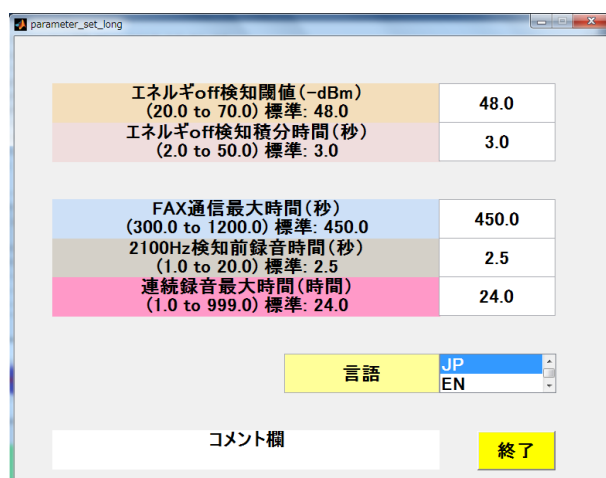 parameter_set_long
エネルギoff検知閾値(-dBm)
(20.0 to 70.0) 標準: 48.0
48.0
エネルギoff検知積分時間(秒)
(2.0 to 50.0) 標準: 3.0
3.0
FAX通信最大時間(秒)
(300.0 to 1200.0) 標準: 450.0
450.0
2100Hz検知前録音時間(秒)
(1.0 to 20.0) 標準: 2.5
2.5
連続録音最大時間(時間)
(1.0 to 999.0) 標準: 24.0
24.0
言語
JP
EN
コメント欄
終了